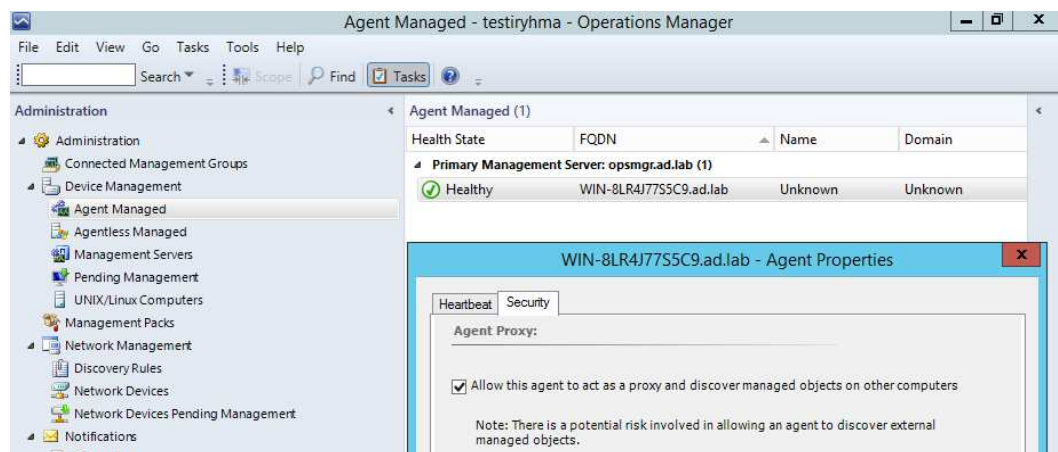 Agent Managed - testiryhma - Operations Manager
File Edit View Go Tasks Tools Help
Search Scope Find Tasks
Administration
Administration
Connected Management Groups
Device Management
Agent Managed
Agentless Managed
Management Servers
Pending Management
UNIX/Linux Computers
Management Packs
Network Management
Discovery Rules
Network Devices
Network Devices Pending Management
Notifications
Agent Managed (1)
Health State FQDN Name Domain
Primary Management Server: opsmgr.ad.lab (1)
Healthy WIN-8LR4J77S5C9.ad.lab Unknown Unknown
WIN-8LR4J77S5C9.ad.lab - Agent Properties
x
Heartbeat Security
Agent Proxy:
Allow this agent to act as a proxy and discover managed objects on other computers
Note: There is a potential risk involved in allowing an agent to discover external
managed objects.